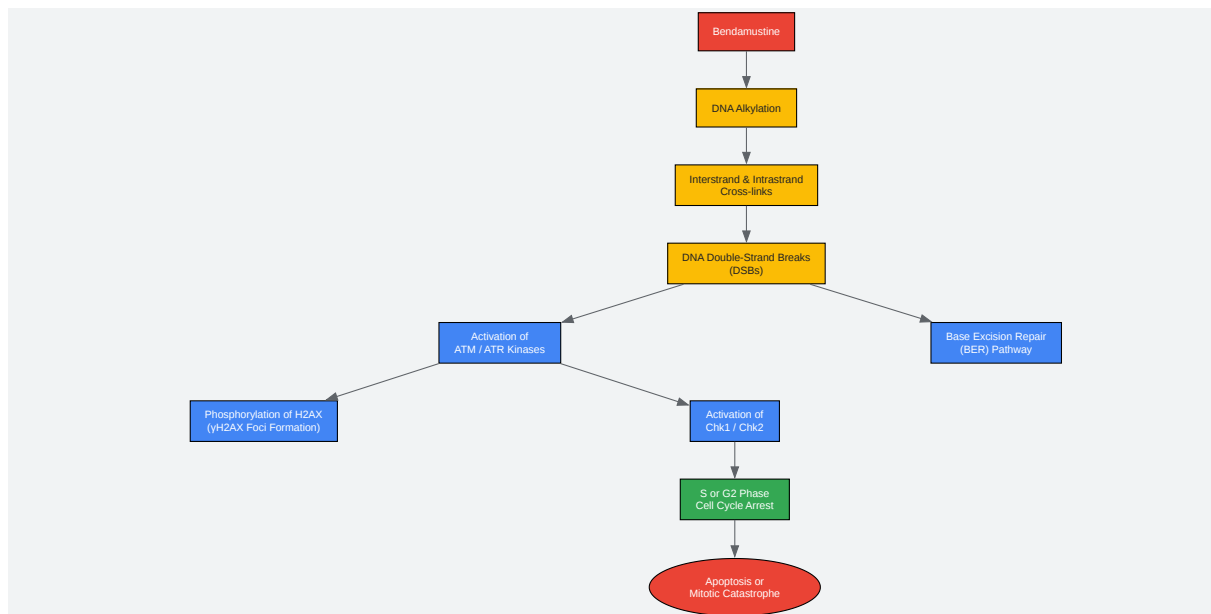 Bendamustine
DNA Alkylation
Interstrand & Intrastrand
Cross-links
DNA Double-Strand Breaks
(DSBs)
Activation of
ATM / ATR Kinases
Base Excision Repair
(BER) Pathway
Phosphorylation of H2AX
(γH2AX Foci Formation)
Activation of
Chk1 / Chk2
S or G2 Phase
Cell Cycle Arrest
Apoptosis or
Mitotic Catastrophe